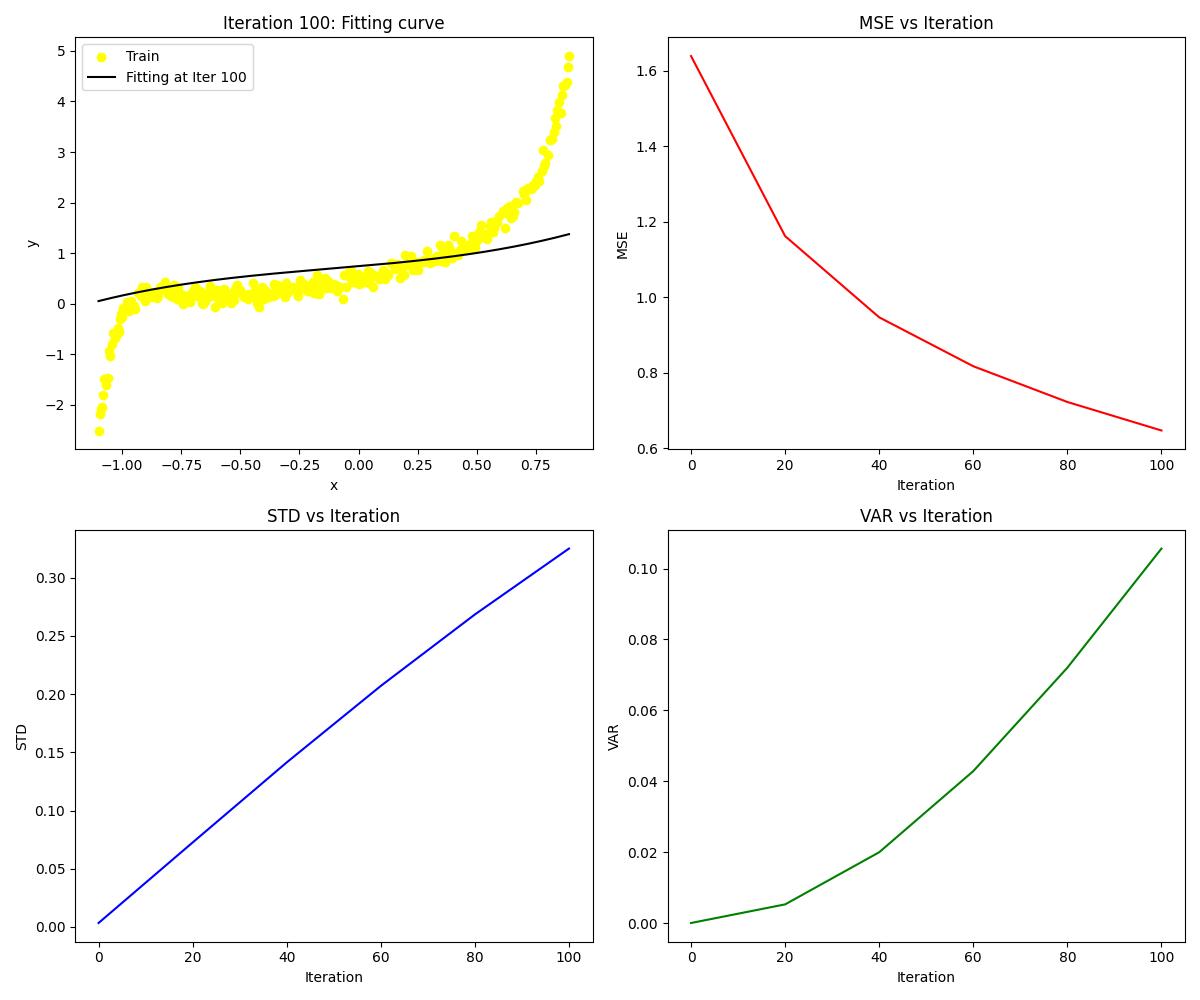 Iteration 100: Fitting curve
Train
Fitting at Iter 100
5
4
3
2
1
0
−1
−2
y
−1.00 −0.75 −0.50 −0.25 0.00 0.25 0.50 0.75
x
MSE vs Iteration
1.6
1.4
1.2
1.0
0.8
0.6
MSE
0 20 40 60 80 100
Iteration
STD vs Iteration
0.30
0.25
0.20
0.15
0.10
0.05
0.00
STD
0 20 40 60 80 100
Iteration
VAR vs Iteration
0.10
0.08
0.06
0.04
0.02
0.00
VAR
0 20 40 60 80 100
Iteration